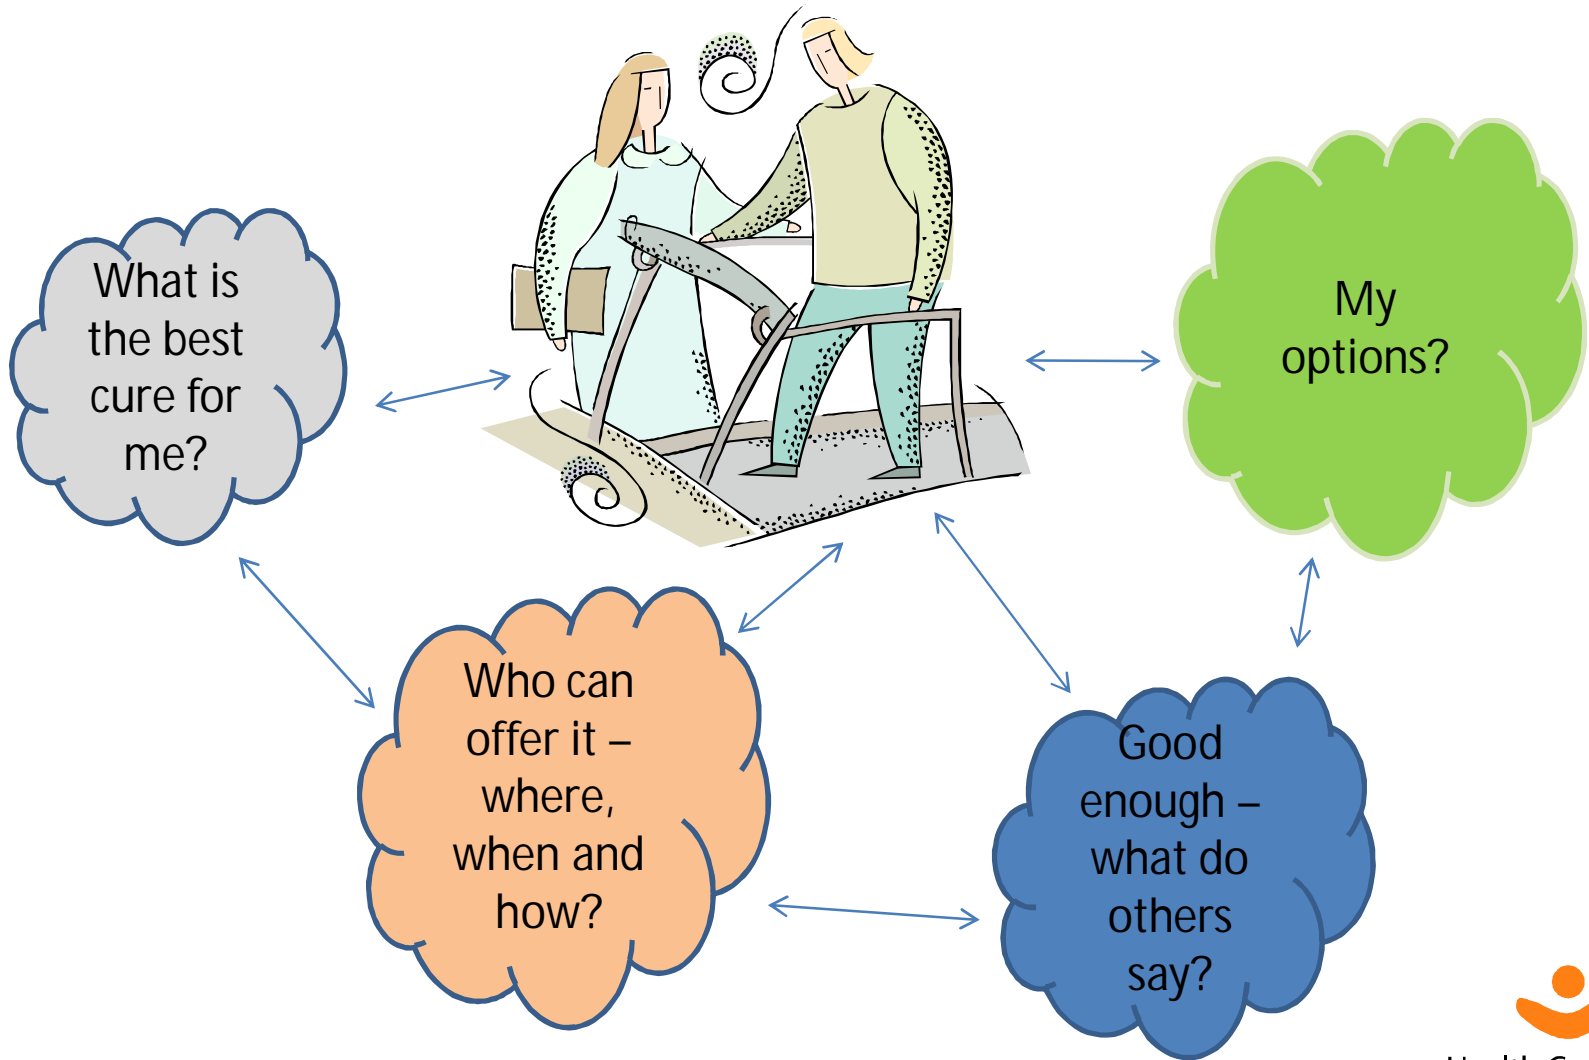 What is
the best
cure for
me?
My
options?
Who can
offer it –
where,
when and
how?
Good
enough –
what do
others
say?